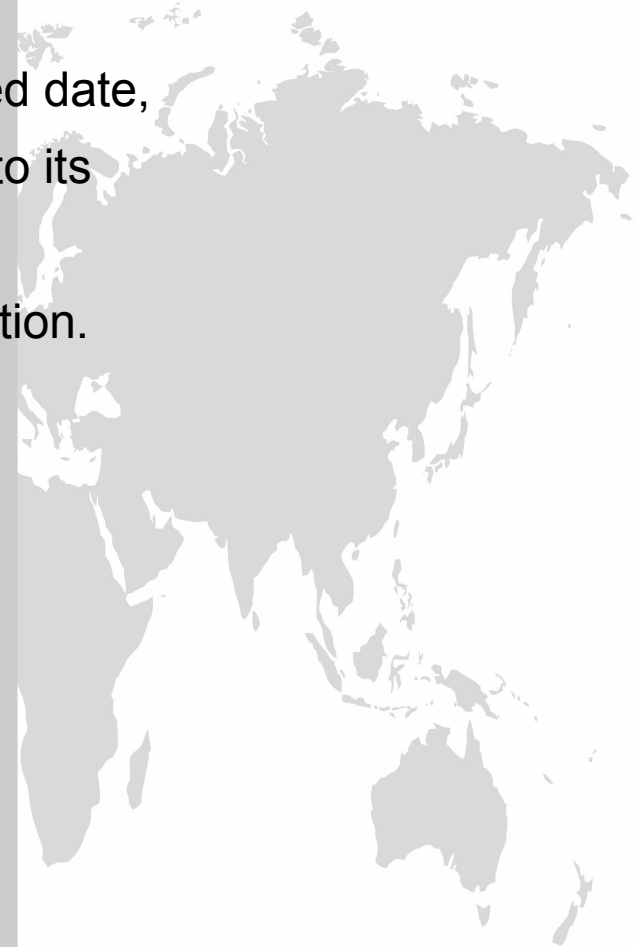 ed date,
to its
tion.